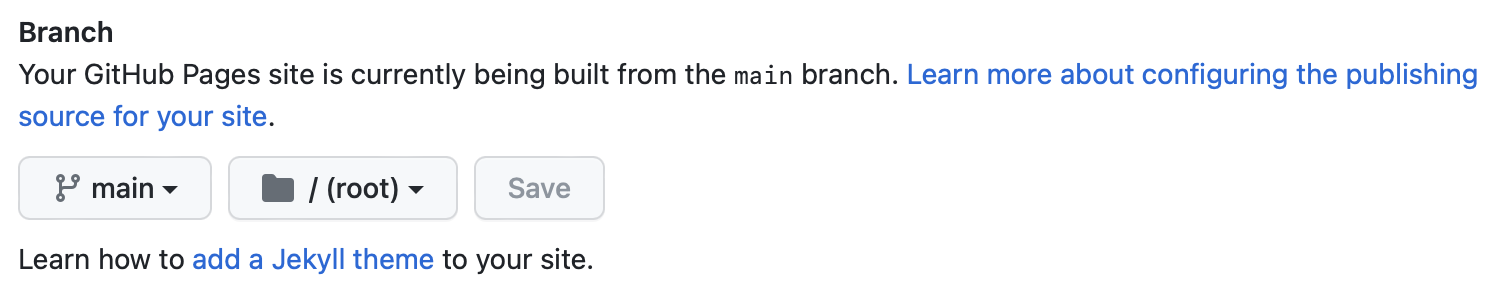 Branch
Your GitHub Pages site is currently being built from the main branch. Learn more about configuring the publishing
source for your site.
main / (root) Save
Learn how to add a Jekyll theme to your site.